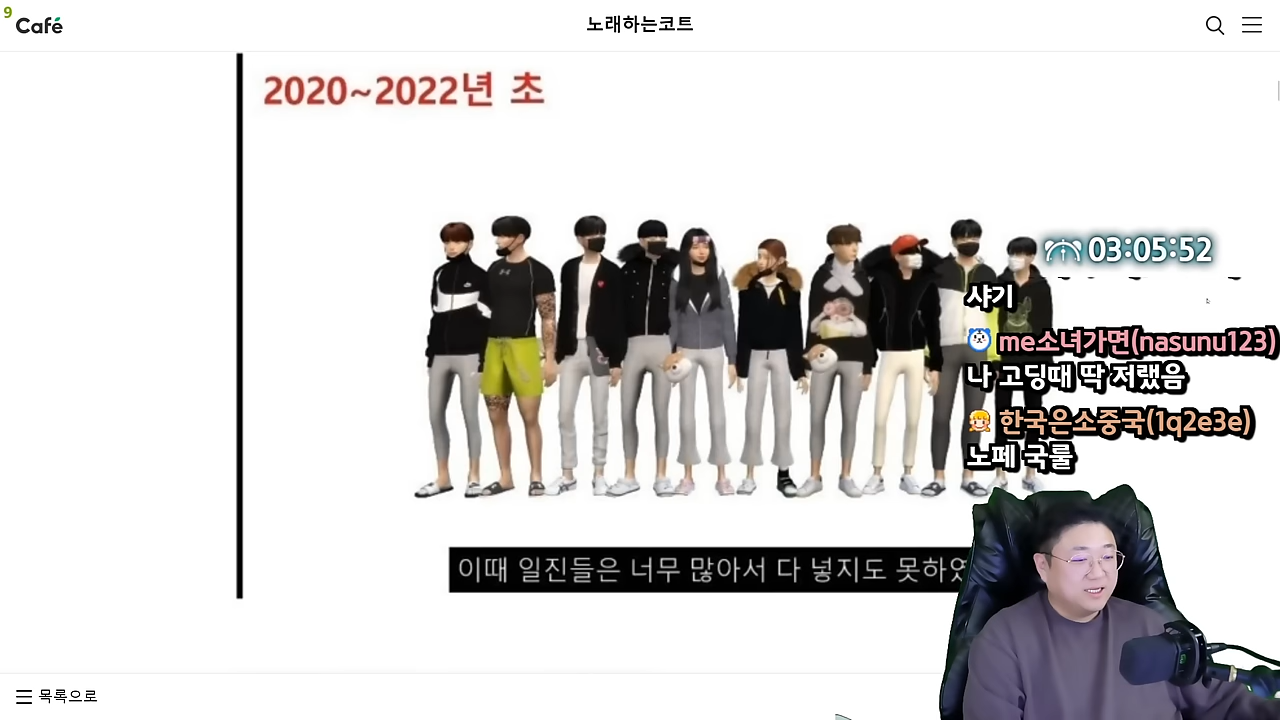 9
Café
노래하는코트
2020~2022년 초
03:05:52
샤기
me소녀가면(nasunu123)
나 고딩때 딱 저랬음
한국은소중국(1q2e3e)
노페 국룰
이때 일진들은 너무 많아서 다 넣지도 못하였
목록으로